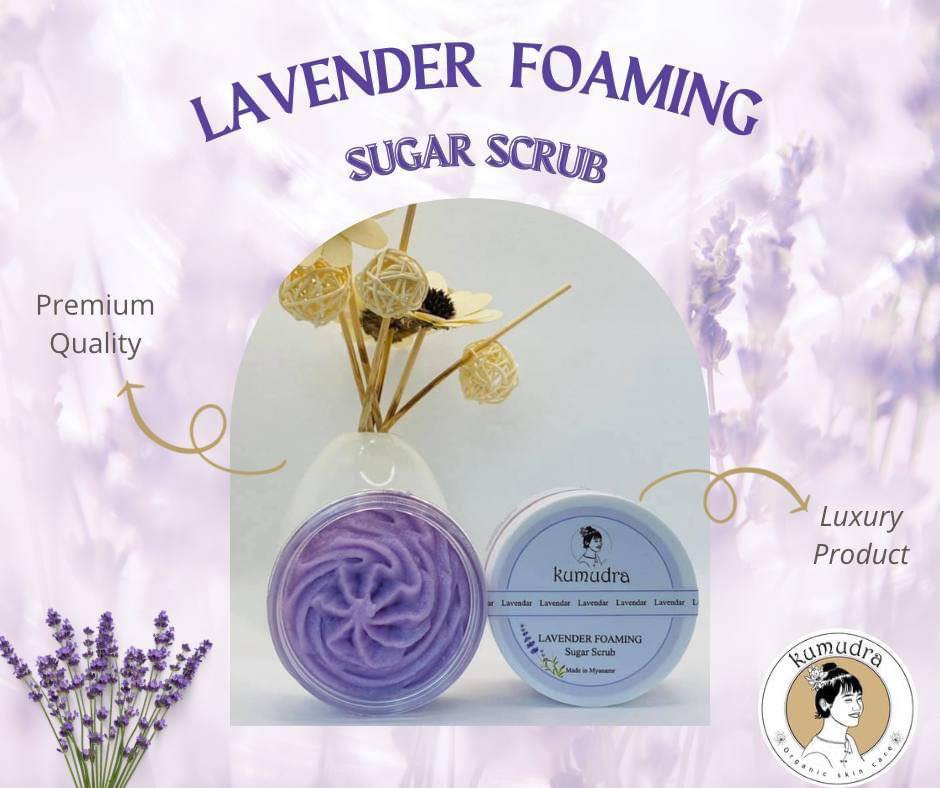 LAVENDER FOAMING
SUGAR SCRUB
Premium
Quality
Luxury
Product
kumudra
Lavendar Lavendar Lavendar Lavendar Lavendar
LAVENDER FOAMING
Sugar Scrub
Made in Myanamr
kumudra
organic skin care